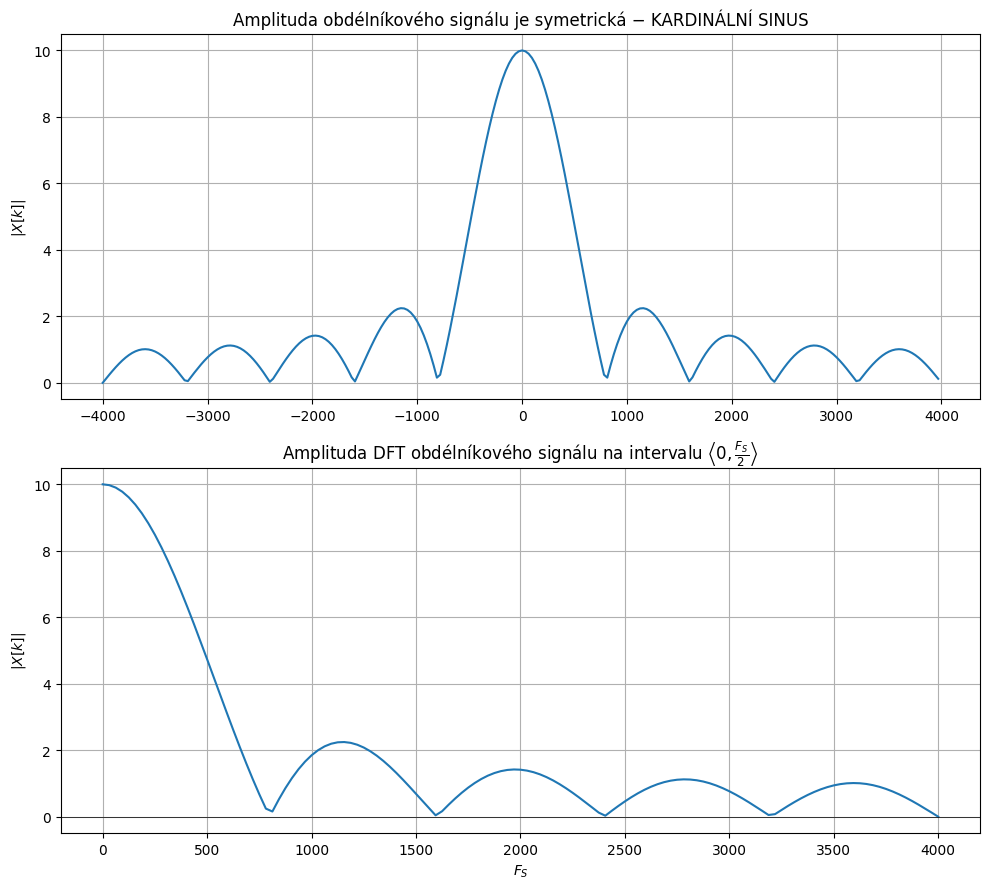 Amplituda obdélníkového signálu je symetrická − KARDINÁLNÍ SINUS
10
8
6
4
2
0
|X[k]|
−4000 −3000 −2000 −1000 0 1000 2000 3000 4000
Amplituda DFT obdélníkového signálu na intervalu ⟨0, F_S/2⟩
10
8
6
4
2
0
|X[k]|
0 500 1000 1500 2000 2500 3000 3500 4000
F_S